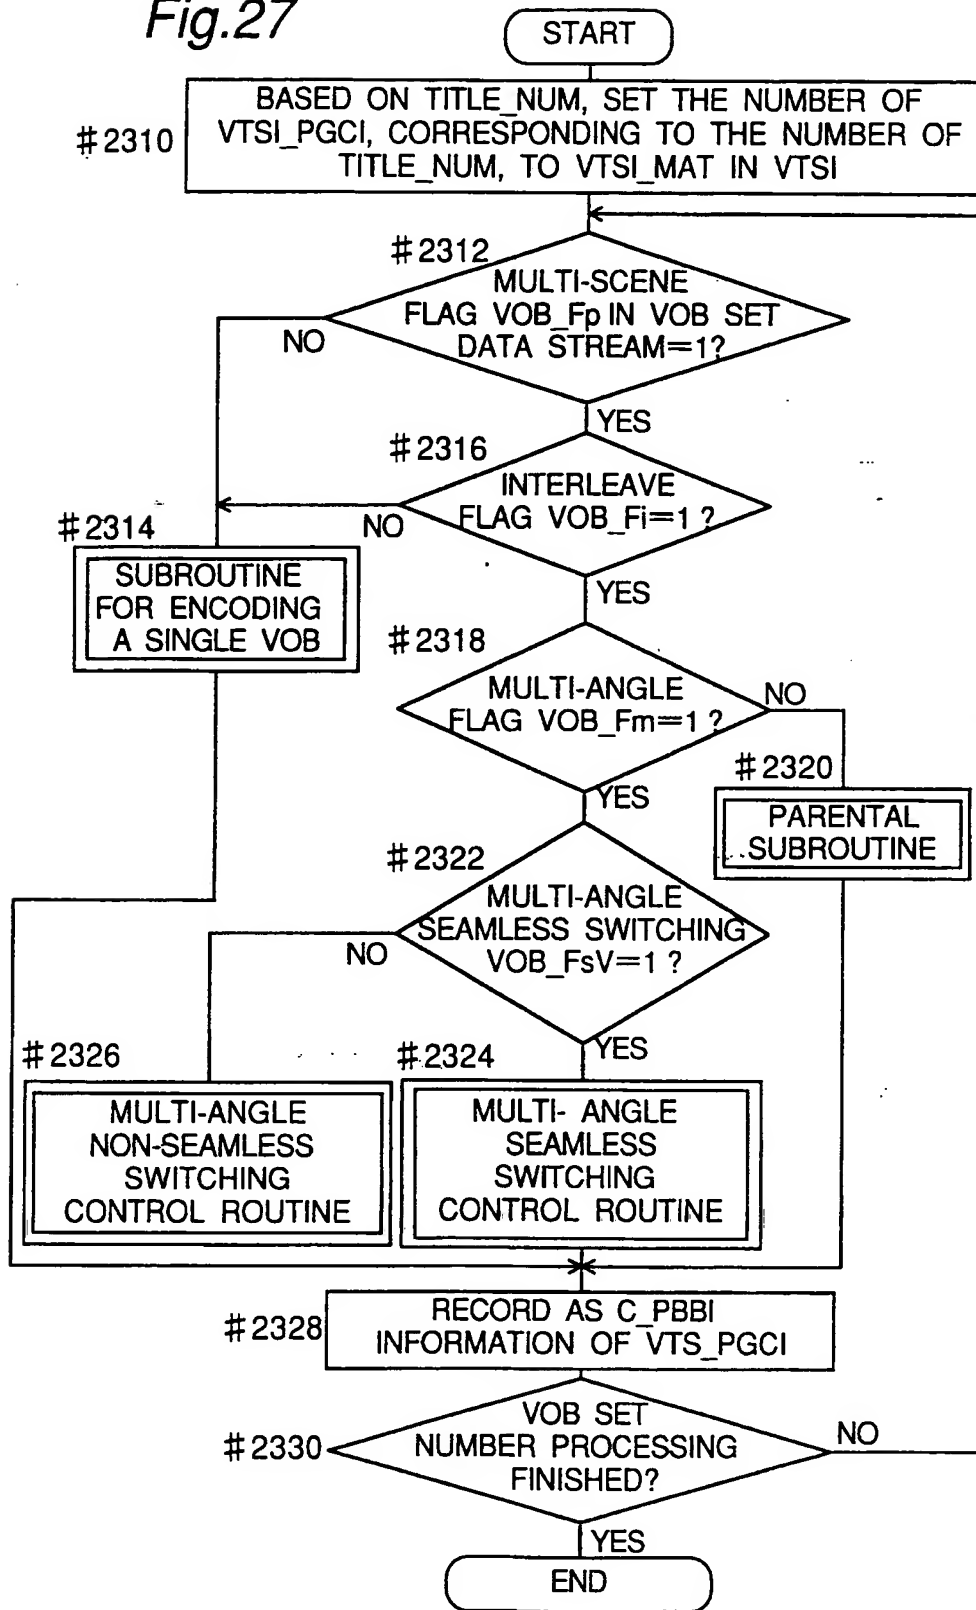 Fig.27
START
#2310
BASED ON TITLE_NUM, SET THE NUMBER OF
VTSI_PGCI, CORRESPONDING TO THE NUMBER OF
TITLE_NUM, TO VTSI_MAT IN VTSI
#2312
MULTI-SCENE
FLAG VOB_Fp IN VOB SET
DATA STREAM=1?
NO
YES
#2316
INTERLEAVE
FLAG VOB_Fi=1 ?
NO
YES
#2314
SUBROUTINE
FOR ENCODING
A SINGLE VOB
#2318
MULTI-ANGLE
FLAG VOB_Fm=1 ?
NO
YES
#2320
PARENTAL
SUBROUTINE
#2322
MULTI-ANGLE
SEAMLESS SWITCHING
VOB_FsV=1 ?
NO
YES
#2326
MULTI-ANGLE
NON-SEAMLESS
SWITCHING
CONTROL ROUTINE
#2324
MULTI- ANGLE
SEAMLESS
SWITCHING
CONTROL ROUTINE
#2328
RECORD AS C_PBBI
INFORMATION OF VTS_PGCI
#2330
VOB SET
NUMBER PROCESSING
FINISHED?
NO
YES
END